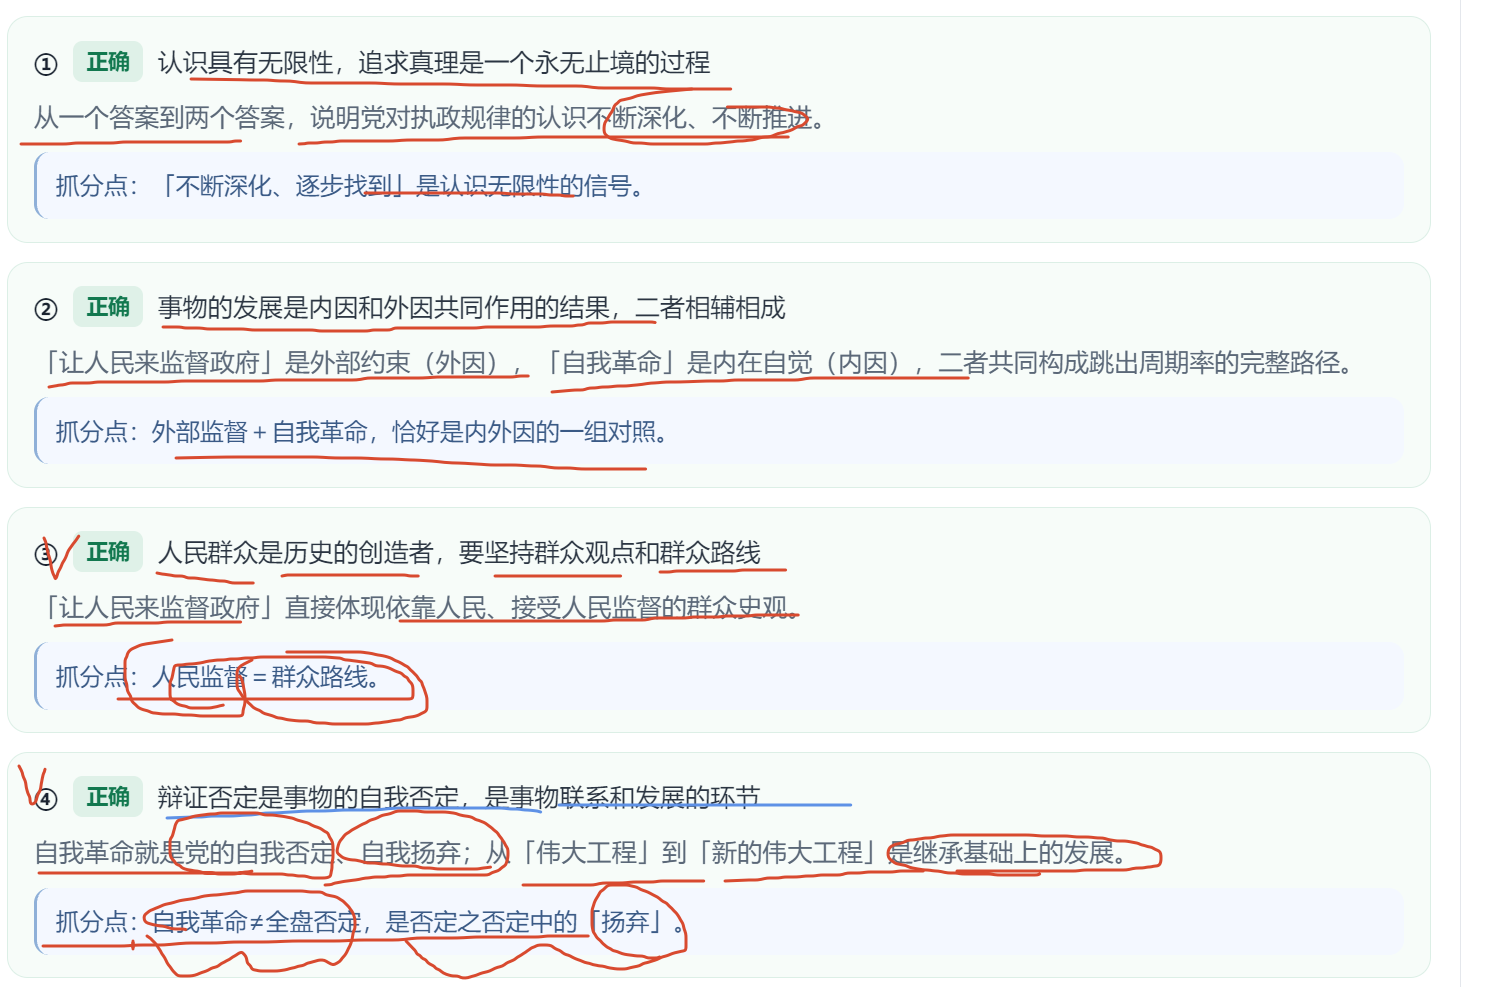 ① 正确 认识具有无限性，追求真理是一个永无止境的过程
从一个答案到两个答案，说明党对执政规律的认识不断深化、不断推进。
抓分点：「不断深化、逐步找到」是认识无限性的信号。
② 正确 事物的发展是内因和外因共同作用的结果，二者相辅相成
「让人民来监督政府」是外部约束（外因），「自我革命」是内在自觉（内因），二者共同构成跳出周期率的完整路径。
抓分点：外部监督 + 自我革命，恰好是内外因的一组对照。
③ 正确 人民群众是历史的创造者，要坚持群众观点和群众路线
「让人民来监督政府」直接体现依靠人民、接受人民监督的群众史观。
抓分点：人民监督 = 群众路线。
④ 正确 辩证否定是事物的自我否定，是事物联系和发展的环节
自我革命就是党的自我否定、自我扬弃；从「伟大工程」到「新的伟大工程」是继承基础上的发展。
抓分点：自我革命≠全盘否定，是否定之否定中的「扬弃」。